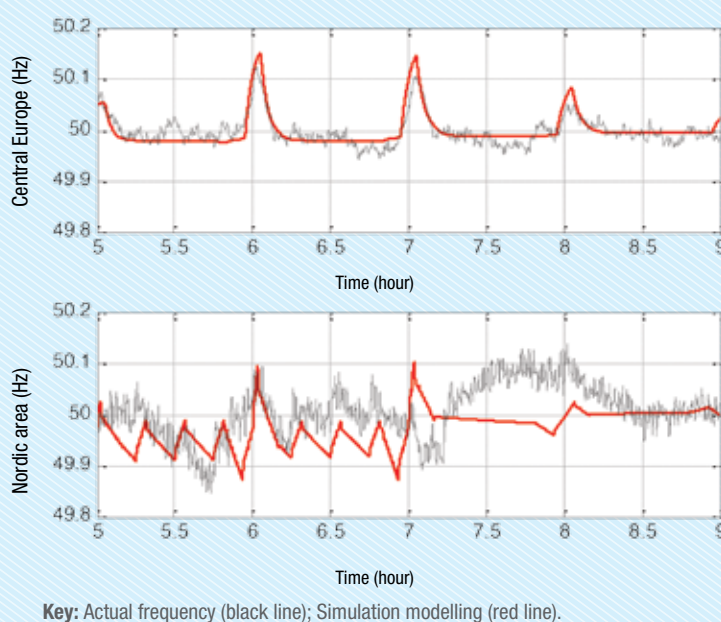 Central Europe (Hz)
50.2
50.1
50
49.9
49.8
5 5.5 6 6.5 7 7.5 8 8.5 9
Time (hour)
Nordic area (Hz)
50.2
50.1
50
49.9
49.8
5 5.5 6 6.5 7 7.5 8 8.5 9
Time (hour)
Key: Actual frequency (black line); Simulation modelling (red line).